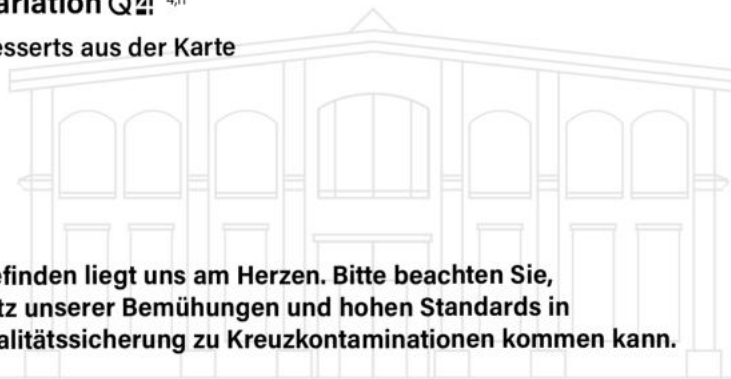 ariation Q4!
esserts aus der Karte
efinden liegt uns am Herzen. Bitte beachten Sie,
tz unserer Bemühungen und hohen Standards in
alitätssicherung zu Kreuzkontaminationen kommen kann.